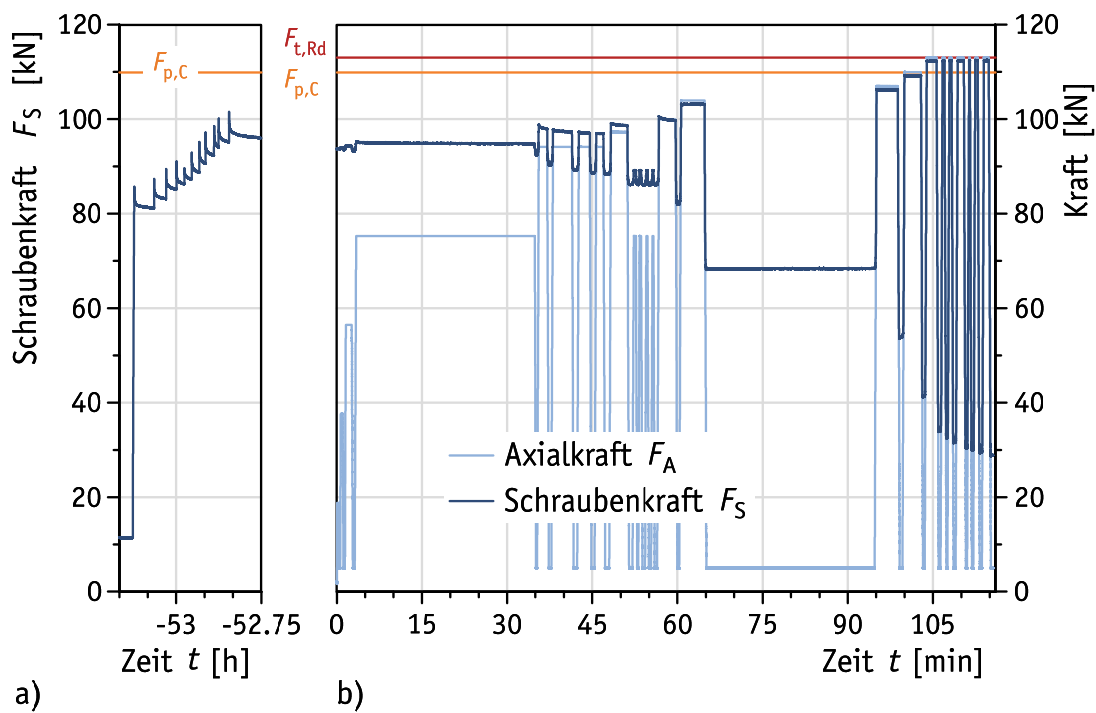 Schraubenkraft F_S [kN]
120
100
80
60
40
20
0
F_p,C
-53
-52.75
Zeit t [h]
a)
F_t,Rd
F_p,C
Axialkraft F_A
Schraubenkraft F_S
0
15
30
45
60
75
90
105
Zeit t [min]
b)
120
100
80
60
40
20
0
Kraft [kN]